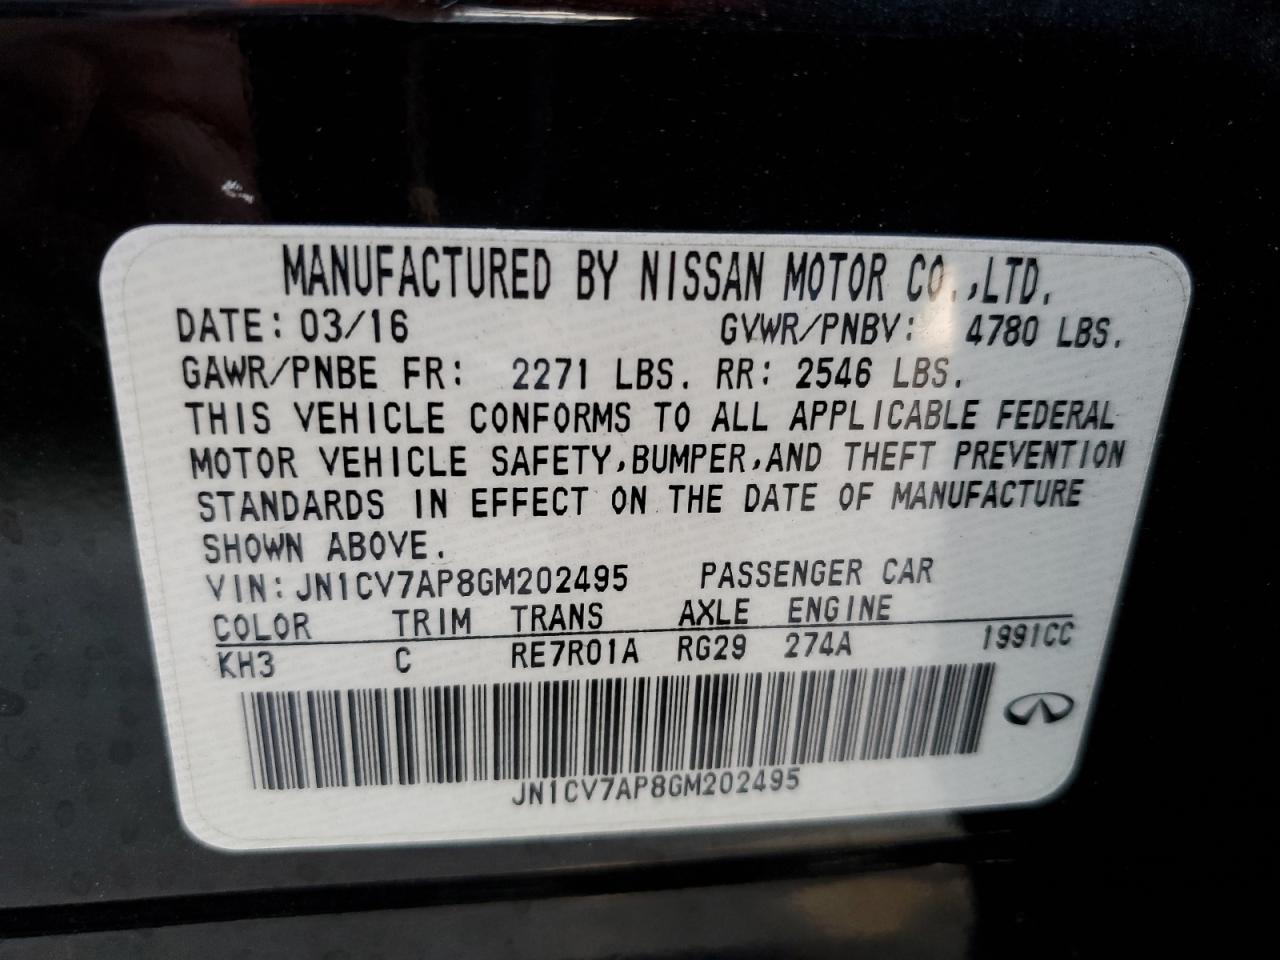 MANUFACTURED BY NISSAN MOTOR CO.,LTD.
DATE: 03/16 GVWR/PNBV: 4780 LBS.
GAWR/PNBE FR: 2271 LBS. RR: 2546 LBS.
THIS VEHICLE CONFORMS TO ALL APPLICABLE FEDERAL
MOTOR VEHICLE SAFETY,BUMPER,AND THEFT PREVENTION
STANDARDS IN EFFECT ON THE DATE OF MANUFACTURE
SHOWN ABOVE.
VIN:JN1CV7AP8GM202495 PASSENGER CAR
COLOR TRIM TRANS AXLE ENGINE
KH3 C RE7R01A RG29 274A 1991CC
JN1CV7AP8GM202495